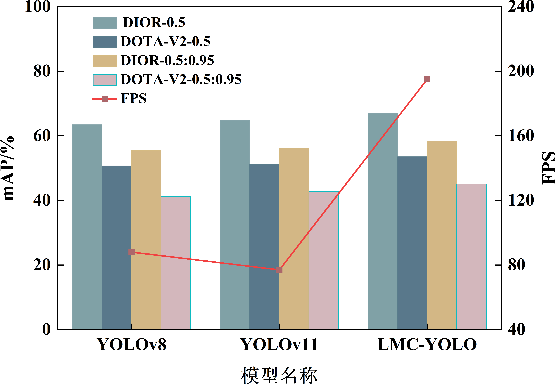 100
80
60
40
20
0
mAP/%
DIOR-0.5
DOTA-V2-0.5
DIOR-0.5:0.95
DOTA-V2-0.5:0.95
FPS
240
200
160
120
80
40
FPS
YOLOv8 YOLOv11 LMC-YOLO
模型名称